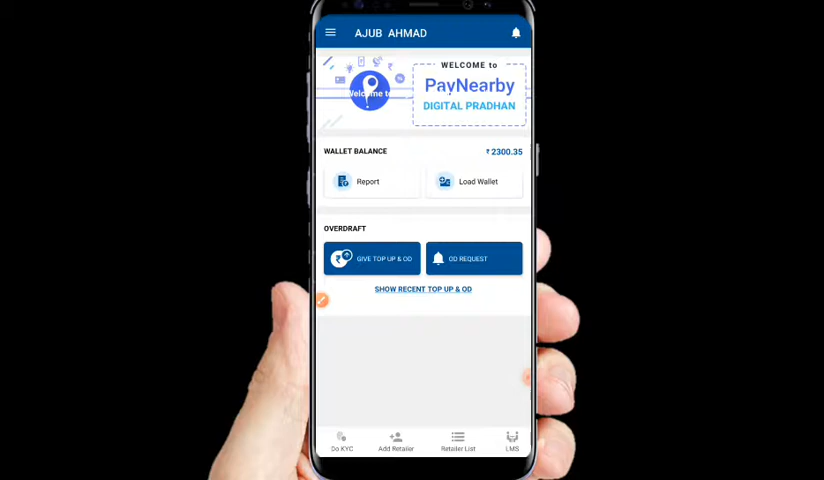 AJUB AHMAD
WELCOME to
PayNearby
DIGITAL PRADHAN
Welcome to
WALLET BALANCE
₹ 2300.35
Report
Load Wallet
OVERDRAFT
GIVE TOP UP & OD
OD REQUEST
SHOW RECENT TOP UP & OD
Do KYC
Add Retailer
Retailer List
LMS